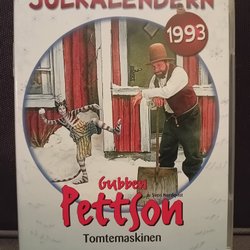 JULKALENDERN
1993
Gubben
Pettson
Tomtemaskinen